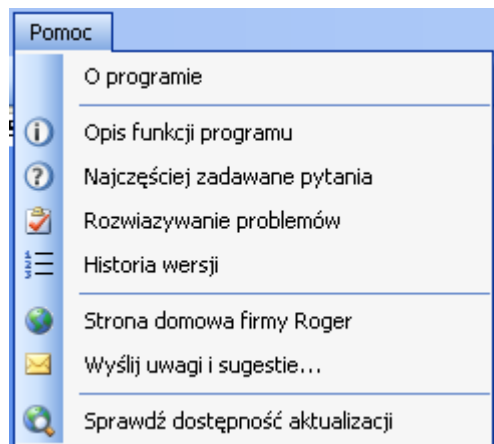 Pomoc
O programie
Opis funkcji programu
Najczęściej zadawane pytania
Rozwiazywanie problemów
Historia wersji
Strona domowa firmy Roger
Wyślij uwagi i sugestie...
Sprawdź dostępność aktualizacji